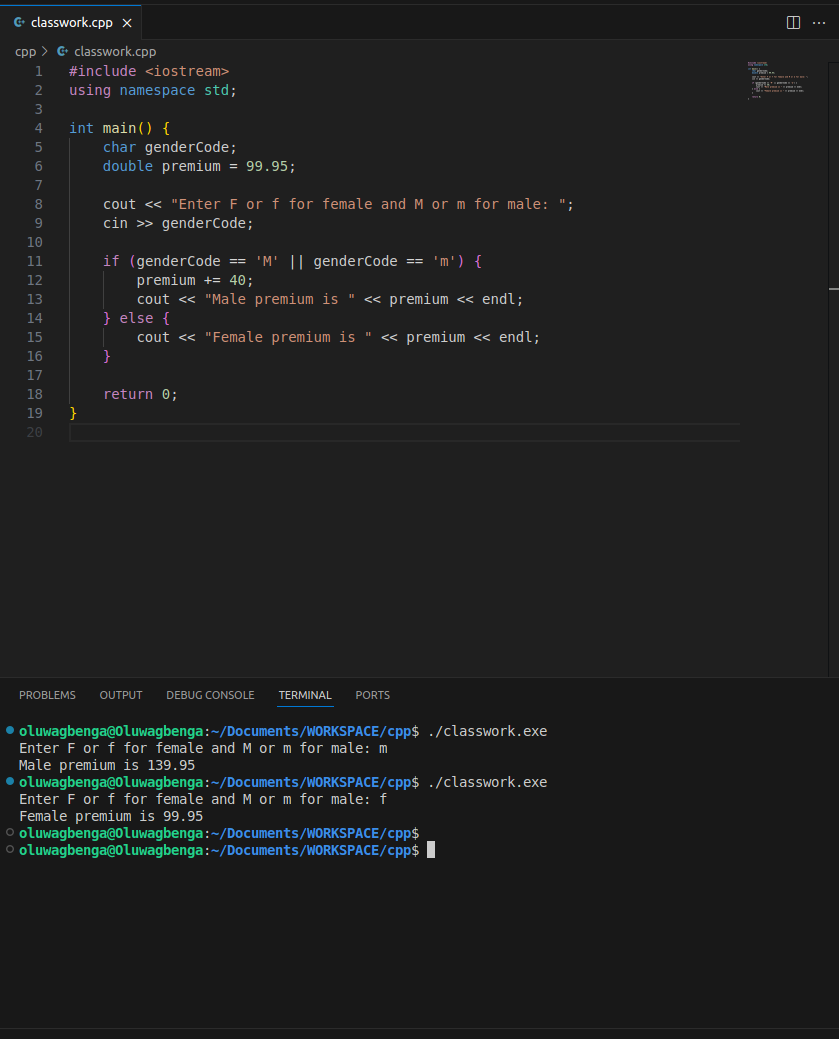 classwork.cpp
cpp > classwork.cpp
1 #include <iostream>
2 using namespace std;
3
4 int main() {
5     char genderCode;
6     double premium = 99.95;
7
8     cout << "Enter F or f for female and M or m for male: ";
9     cin >> genderCode;
10
11     if (genderCode == 'M' || genderCode == 'm') {
12         premium += 40;
13         cout << "Male premium is " << premium << endl;
14     } else {
15         cout << "Female premium is " << premium << endl;
16     }
17
18     return 0;
19 }
20
PROBLEMS OUTPUT DEBUG CONSOLE TERMINAL PORTS
oluwagbenga@Oluwagbenga:~/Documents/WORKSPACE/cpp$ ./classwork.exe
Enter F or f for female and M or m for male: m
Male premium is 139.95
oluwagbenga@Oluwagbenga:~/Documents/WORKSPACE/cpp$ ./classwork.exe
Enter F or f for female and M or m for male: f
Female premium is 99.95
oluwagbenga@Oluwagbenga:~/Documents/WORKSPACE/cpp$
oluwagbenga@Oluwagbenga:~/Documents/WORKSPACE/cpp$